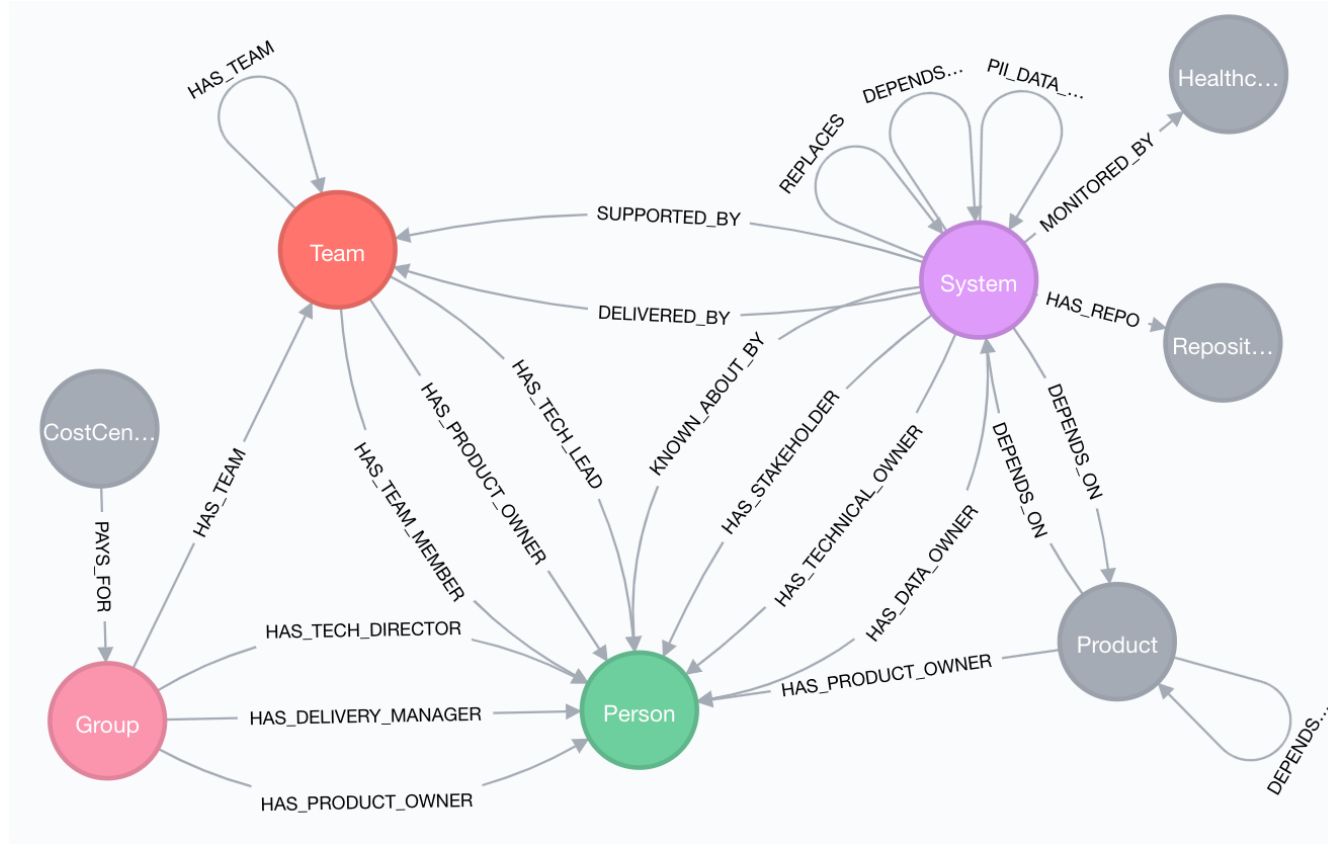 HAS_TEAM
DEPENDS…
PII_DATA_…
REPLACES
Healthc…
MONITORED_BY
SUPPORTED_BY
Team
System
DELIVERED_BY
HAS_REPO
Reposit…
KNOWN_ABOUT_BY
HAS_TECH_LEAD
HAS_PRODUCT_OWNER
HAS_TEAM_MEMBER
HAS_STAKEHOLDER
HAS_TECHNICAL_OWNER
HAS_DATA_OWNER
DEPENDS_ON
DEPENDS_ON
CostCen…
HAS_TEAM
PAYS_FOR
HAS_TECH_DIRECTOR
Product
HAS_PRODUCT_OWNER
Group
HAS_DELIVERY_MANAGER
Person
DEPENDS…
HAS_PRODUCT_OWNER